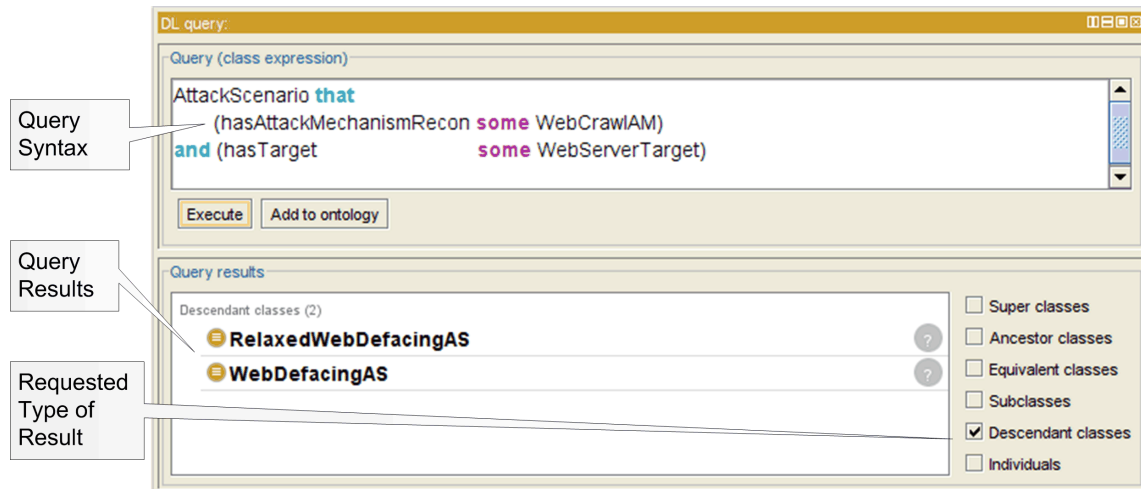 DL query:
Query (class expression)
AttackScenario that
(hasAttackMechanismRecon some WebCrawlAM)
and (hasTarget some WebServerTarget)
Query
Syntax
Execute
Add to ontology
Query
Results
Query results
Descendant classes (2)
RelaxedWebDefacingAS
?
WebDefacingAS
?
Requested
Type of
Result
Super classes
Ancestor classes
Equivalent classes
Subclasses
Descendant classes
Individuals